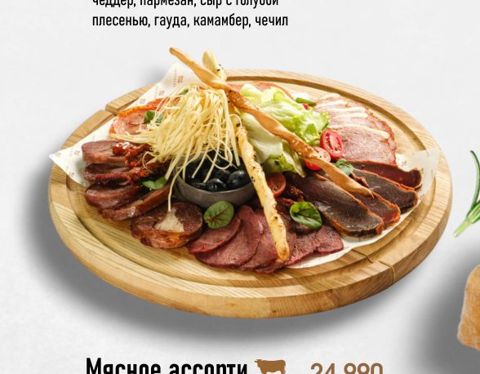 чеддер, пармезан, сыр с голубой
плесенью, гауда, камамбер, чечил
Мясное ассорти 24 990